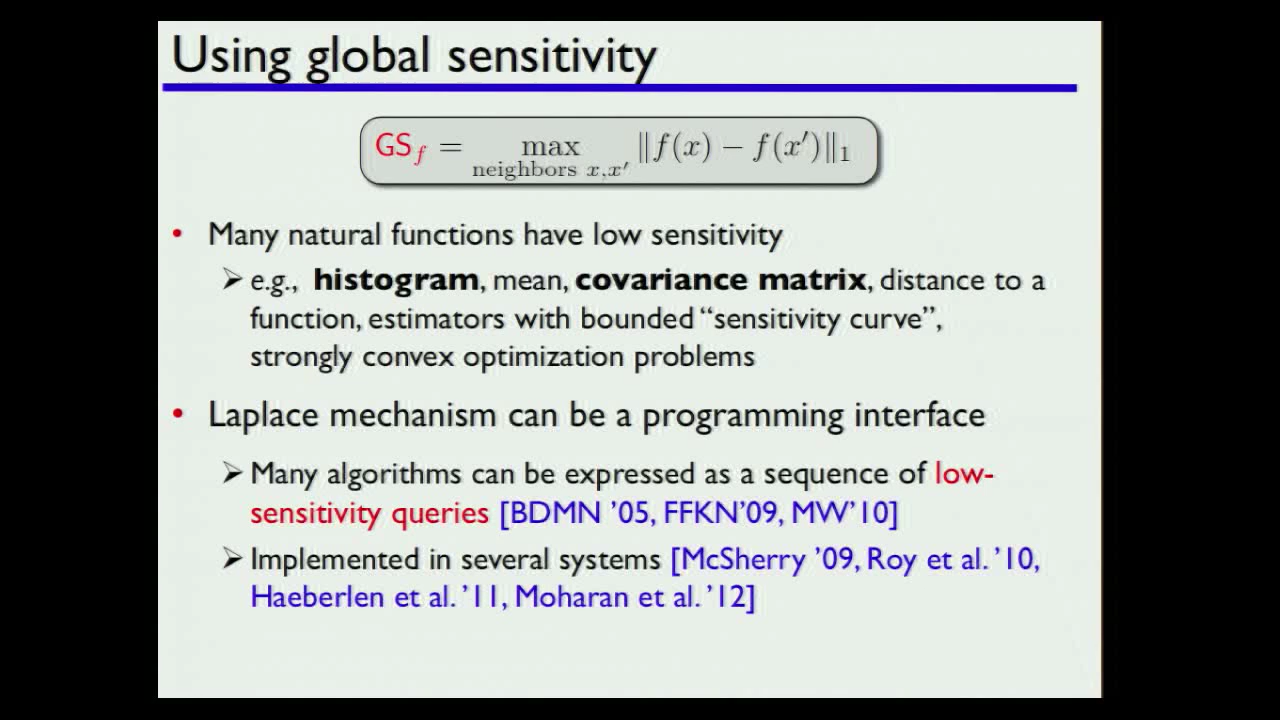 Using global sensitivity
GS_f = max_{neighbors x,x′} ‖f(x) − f(x′)‖₁
• Many natural functions have low sensitivity
➢ e.g., histogram, mean, covariance matrix, distance to a
function, estimators with bounded “sensitivity curve”,
strongly convex optimization problems
• Laplace mechanism can be a programming interface
➢ Many algorithms can be expressed as a sequence of low-
sensitivity queries [BDMN ’05, FFKN’09, MW’10]
➢ Implemented in several systems [McSherry ’09, Roy et al. ’10,
Haeberlen et al. ’11, Moharan et al. ’12]